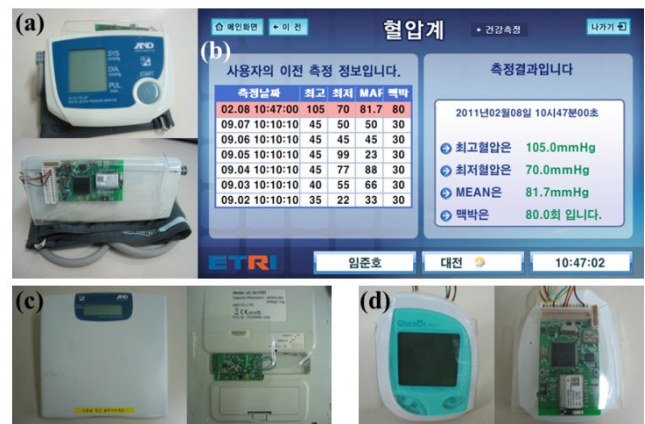 (a)
AND
SYS.
DIA.
PUL.
START
(b)
메인화면
이 전
혈압계
건강측정
나가기
사용자의 이전 측정 정보입니다.
측정날짜 최고 최저 MAP 맥박
02.08 10:47:00 105 70 81.7 80
09.07 10:10:10 45 50 50 30
09.06 10:10:10 45 45 45 30
09.05 10:10:10 45 99 23 30
09.04 10:10:10 45 77 88 30
09.03 10:10:10 40 55 66 30
09.02 10:10:10 35 22 33 30
측정결과입니다
2011년02월08일 10시47분00초
최고혈압은 105.0mmHg
최저혈압은 70.0mmHg
MEAN은 81.7mmHg
맥박은 80.0회 입니다.
ETRI
임준호
대전
10:47:02
(c)
AND
(d)